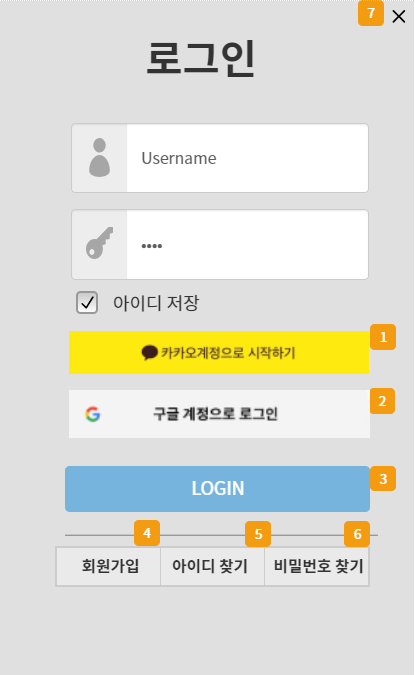 7
로그인
Username
••••
아이디 저장
카카오계정으로 시작하기 1
구글 계정으로 로그인 2
LOGIN 3
4 5 6
회원가입 아이디 찾기 비밀번호 찾기